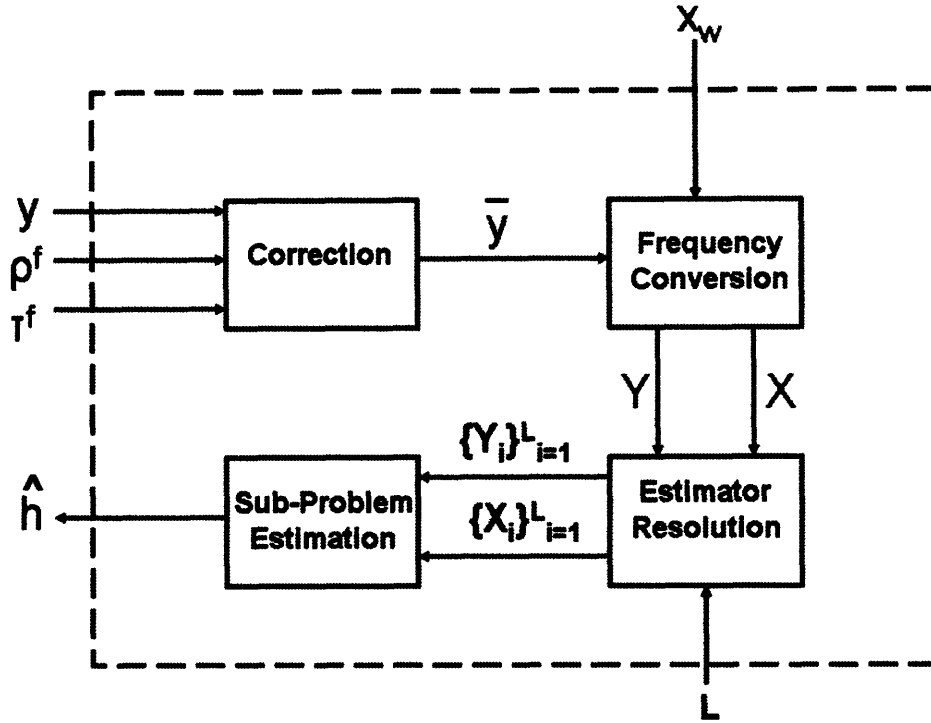 x_w
y
ρ^f
τ^f
Correction
ȳ
Frequency
Conversion
Y
X
{Y_i}^L_{i=1}
{X_i}^L_{i=1}
ĥ
Sub-Problem
Estimation
Estimator
Resolution
L